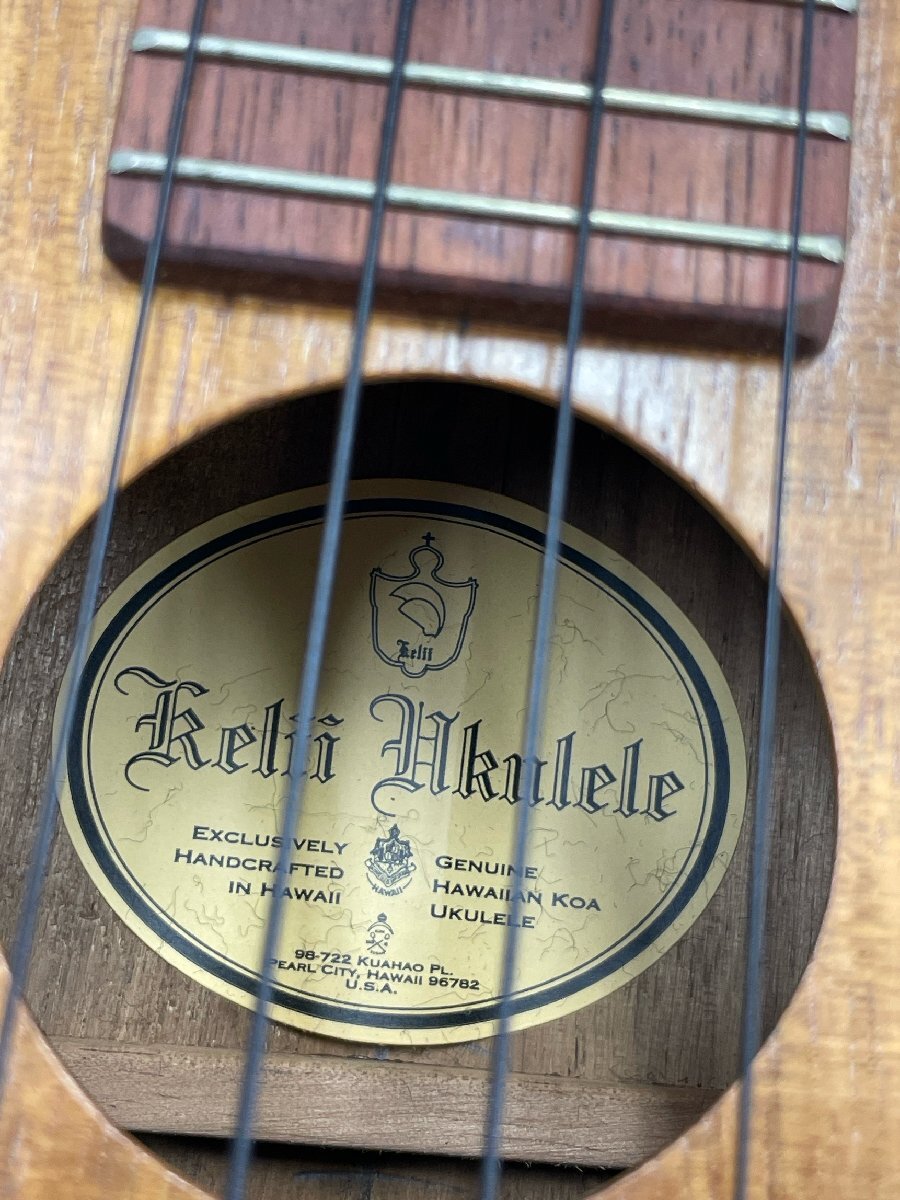 Kelii
Kelii Ukulele
EXCLUSIVELY
HANDCRAFTED
IN HAWAII
HAWAII
GENUINE
HAWAIIAN KOA
UKULELE
98-722 KUAHAO PL.
PEARL CITY, HAWAII 96782
U.S.A.